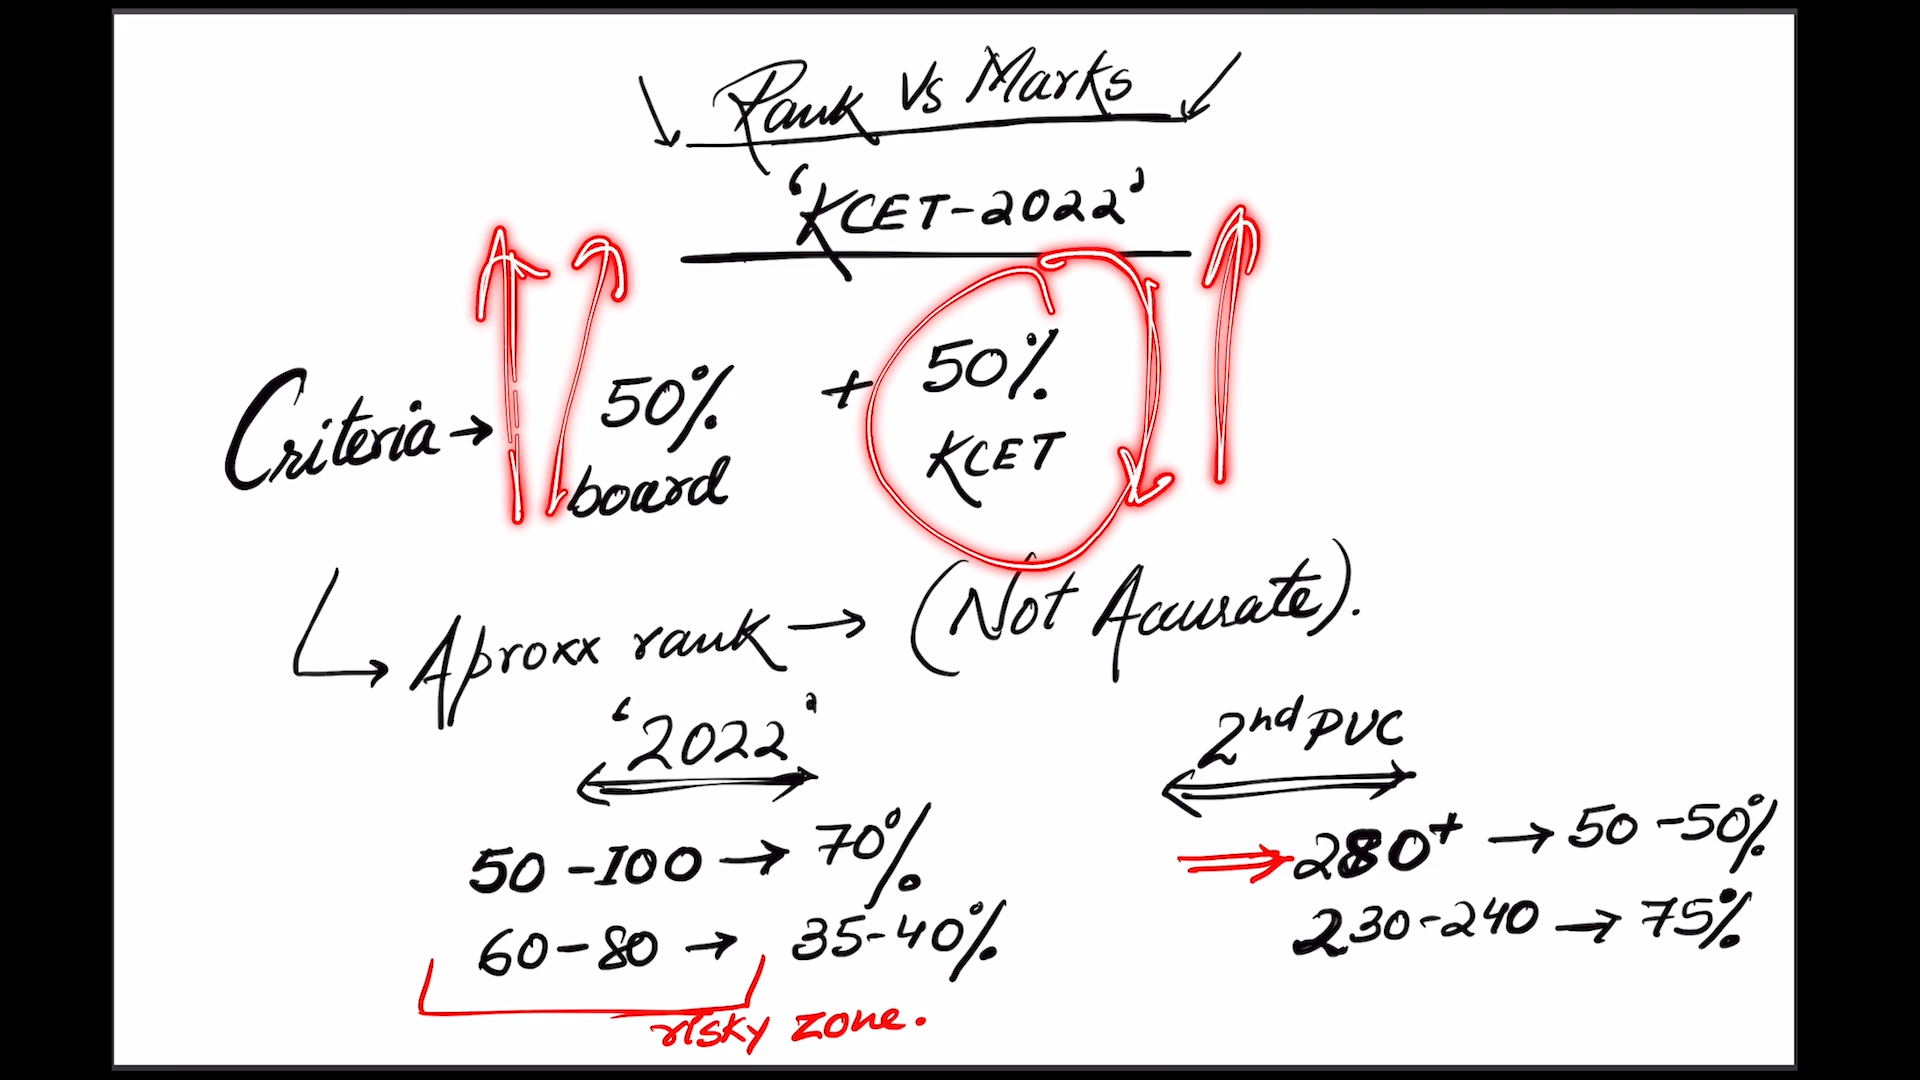 Rank Vs Marks
‘KCET-2022’
Criteria → 50% board + 50% KCET
Aproxx rank → (Not Accurate).
‘2022’
50-100 → 70%
60-80 → 35-40%
risky zone.
2nd PUC
280+ → 50-50%
230-240 → 75%